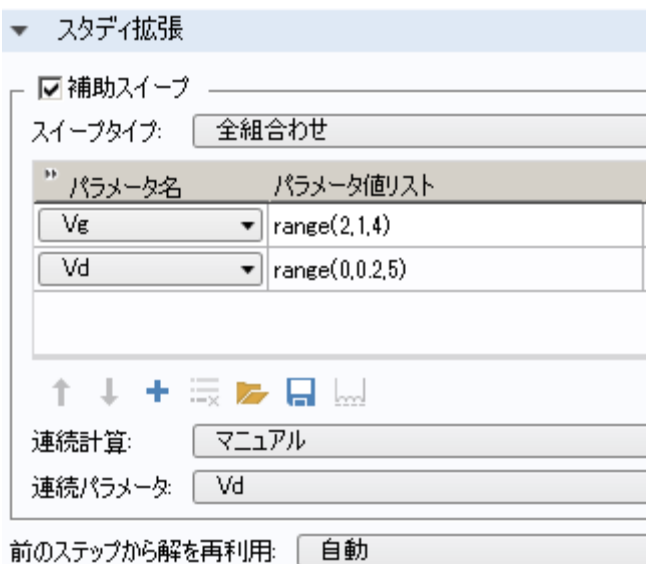 スタディ拡張
補助スイープ
スイープタイプ: 全組合わせ
パラメータ名 パラメータ値リスト
Vg range(2,1,4)
Vd range(0,0.2,5)
連続計算: マニュアル
連続パラメータ: Vd
前のステップから解を再利用: 自動